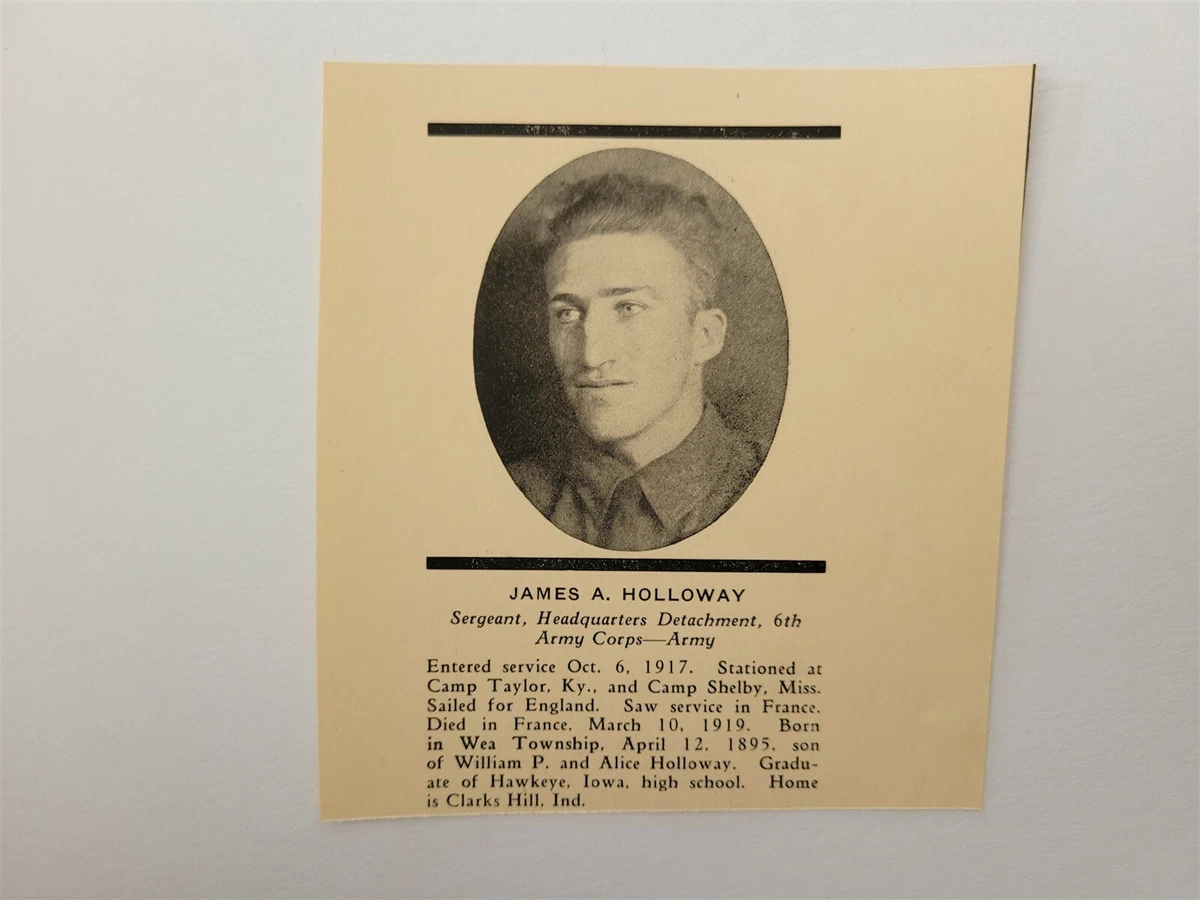 JAMES A. HOLLOWAY
Sergeant, Headquarters Detachment, 6th
Army Corps—Army
Entered service Oct. 6, 1917. Stationed at
Camp Taylor, Ky., and Camp Shelby, Miss.
Sailed for England. Saw service in France.
Died in France, March 10, 1919. Born
in Wea Township, April 12, 1895, son
of William P. and Alice Holloway. Gradu-
ate of Hawkeye, Iowa, high school. Home
is Clarks Hill, Ind.